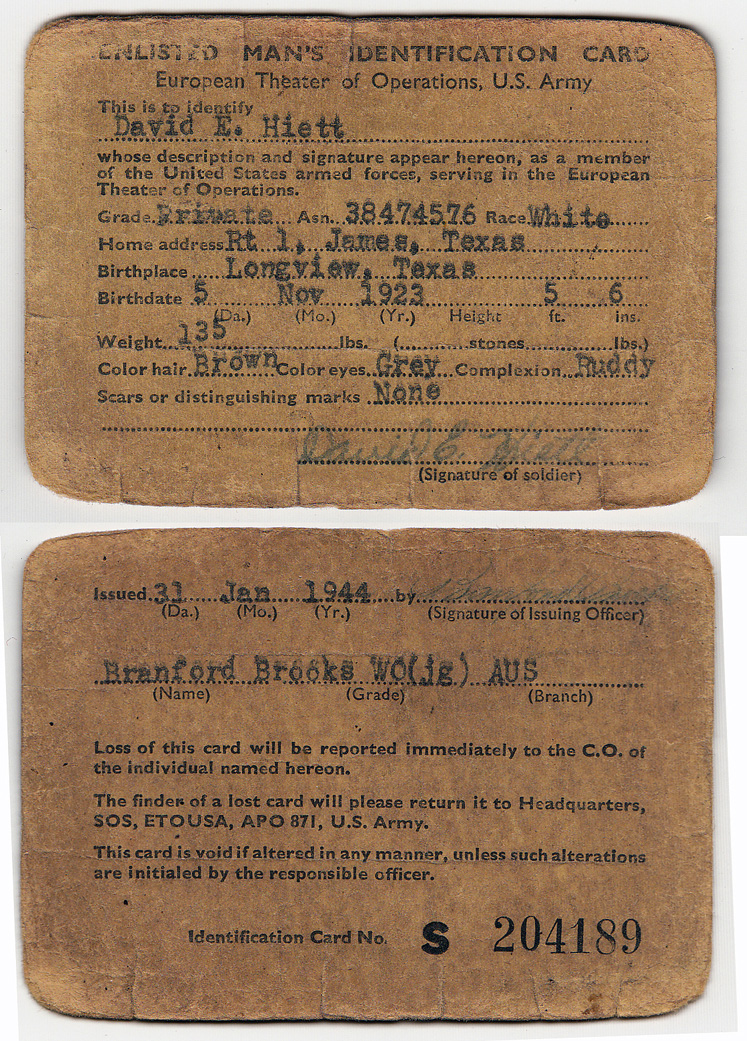 ENLISTED MAN'S IDENTIFICATION CARD
European Theater of Operations, U.S. Army
This is to identify
David E. Hiett
whose description and signature appear hereon, as a member
of the United States armed forces, serving in the European
Theater of Operations.
Grade Private Asn. 38474576 Race White
Home address Rt 1, James, Texas
Birthplace Longview, Texas
Birthdate 5 Nov 1923 5 6
(Da.) (Mo.) (Yr.) Height ft. ins.
Weight 135 lbs. ( stones lbs.)
Color hair Brown Color eyes Grey Complexion Ruddy
Scars or distinguishing marks None
David E. Hiett
(Signature of soldier)
Issued 31 Jan 1944 by
(Da.) (Mo.) (Yr.) (Signature of Issuing Officer)
Branford Brooks WO(jg) AUS
(Name) (Grade) (Branch)
Loss of this card will be reported immediately to the C.O. of
the individual named hereon.
The finder of a lost card will please return it to Headquarters,
SOS, ETOUSA, APO 871, U.S. Army.
This card is void if altered in any manner, unless such alterations
are initialed by the responsible officer.
Identification Card No. S 204189